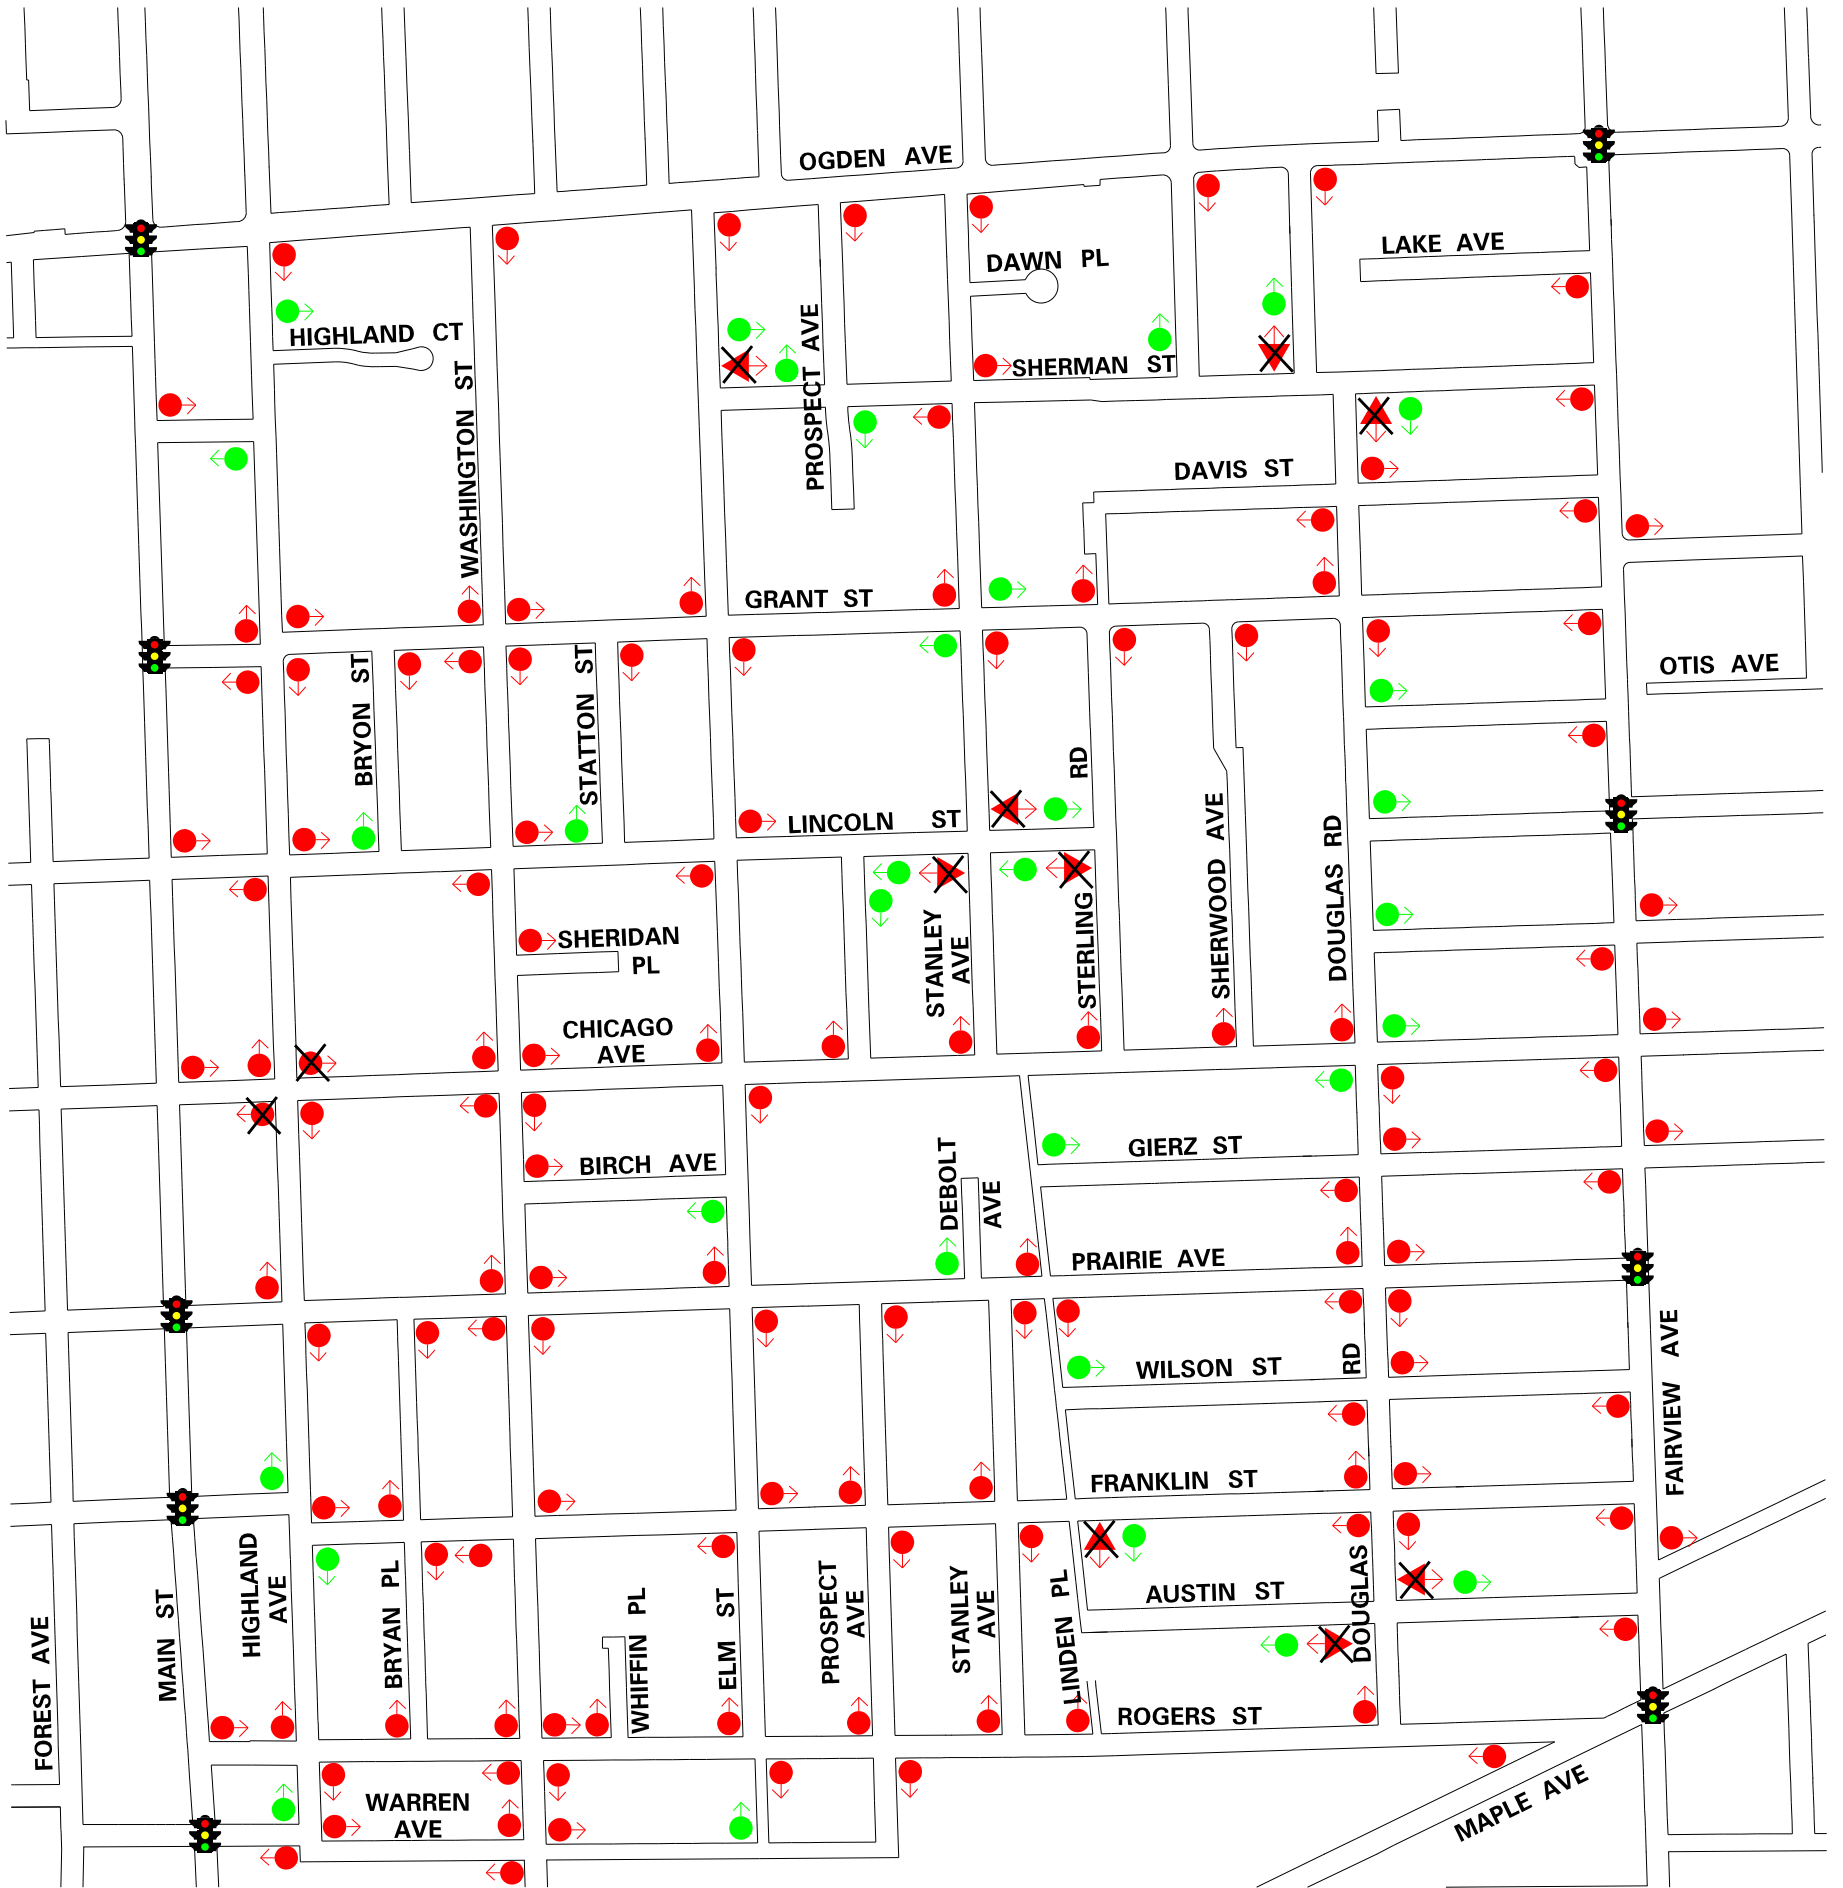 OGDEN AVE
LAKE AVE
DAWN PL
HIGHLAND CT
SHERMAN ST
PROSPECT AVE
WASHINGTON ST
DAVIS ST
GRANT ST
OTIS AVE
BRYON ST
STATTON ST
LINCOLN ST
STERLING RD
SHERWOOD AVE
DOUGLAS RD
STANLEY
AVE
SHERIDAN
PL
CHICAGO
AVE
BIRCH AVE
GIERZ ST
DEBOLT
AVE
PRAIRIE AVE
WILSON ST
FRANKLIN ST
FAIRVIEW AVE
AUSTIN ST
DOUGLAS RD
ROGERS ST
FOREST AVE
MAIN ST
HIGHLAND
AVE
BRYAN PL
WHIFFIN PL
ELM ST
PROSPECT
AVE
STANLEY
AVE
LINDEN PL
WARREN
AVE
MAPLE AVE